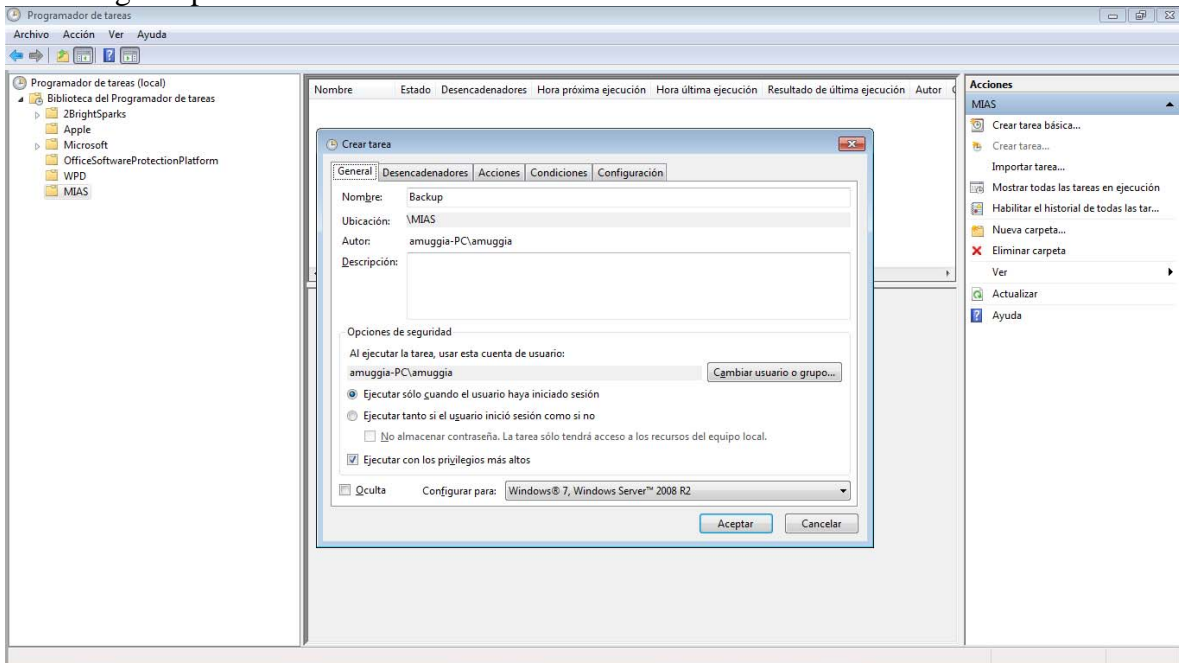 Programador de tareas
Archivo Acción Ver Ayuda
Programador de tareas (local)
Biblioteca del Programador de tareas
2BrightSparks
Apple
Microsoft
OfficeSoftwareProtectionPlatform
WPD
MIAS
Nombre Estado Desencadenadores Hora próxima ejecución Hora última ejecución Resultado de última ejecución Autor
Crear tarea
General Desencadenadores Acciones Condiciones Configuración
Nombre: Backup
Ubicación: \MIAS
Autor: amuggia-PC\amuggia
Descripción:
Opciones de seguridad
Al ejecutar la tarea, usar esta cuenta de usuario:
amuggia-PC\amuggia Cambiar usuario o grupo...
Ejecutar sólo cuando el usuario haya iniciado sesión
Ejecutar tanto si el usuario inició sesión como si no
No almacenar contraseña. La tarea sólo tendrá acceso a los recursos del equipo local.
Ejecutar con los privilegios más altos
Oculta Configurar para: Windows® 7, Windows Server™ 2008 R2
Aceptar Cancelar
Acciones
MIAS
Crear tarea básica...
Crear tarea...
Importar tarea...
Mostrar todas las tareas en ejecución
Habilitar el historial de todas las tar...
Nueva carpeta...
Eliminar carpeta
Ver
Actualizar
Ayuda